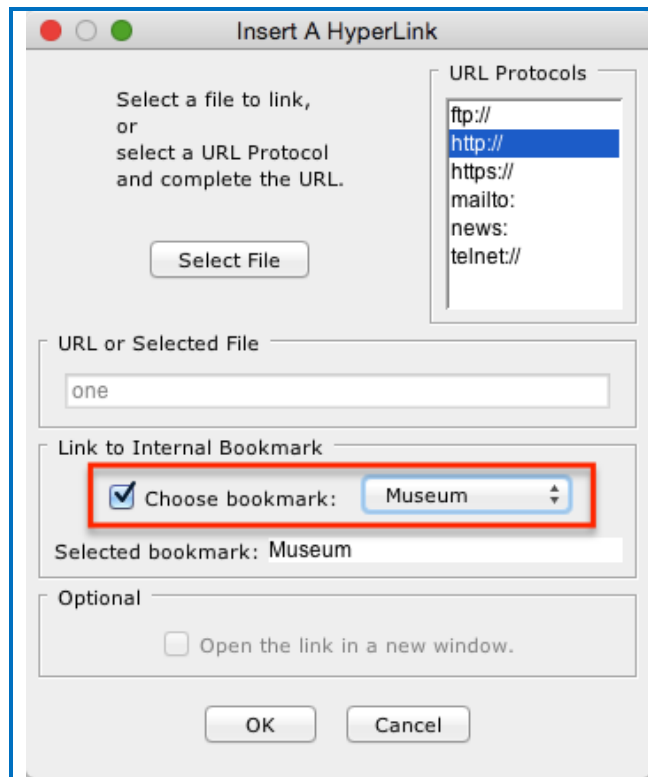 Insert A HyperLink
Select a file to link,
or
select a URL Protocol
and complete the URL.
Select File
URL Protocols
ftp://
http://
https://
mailto:
news:
telnet://
URL or Selected File
one
Link to Internal Bookmark
Choose bookmark: Museum
Selected bookmark: Museum
Optional
Open the link in a new window.
OK Cancel